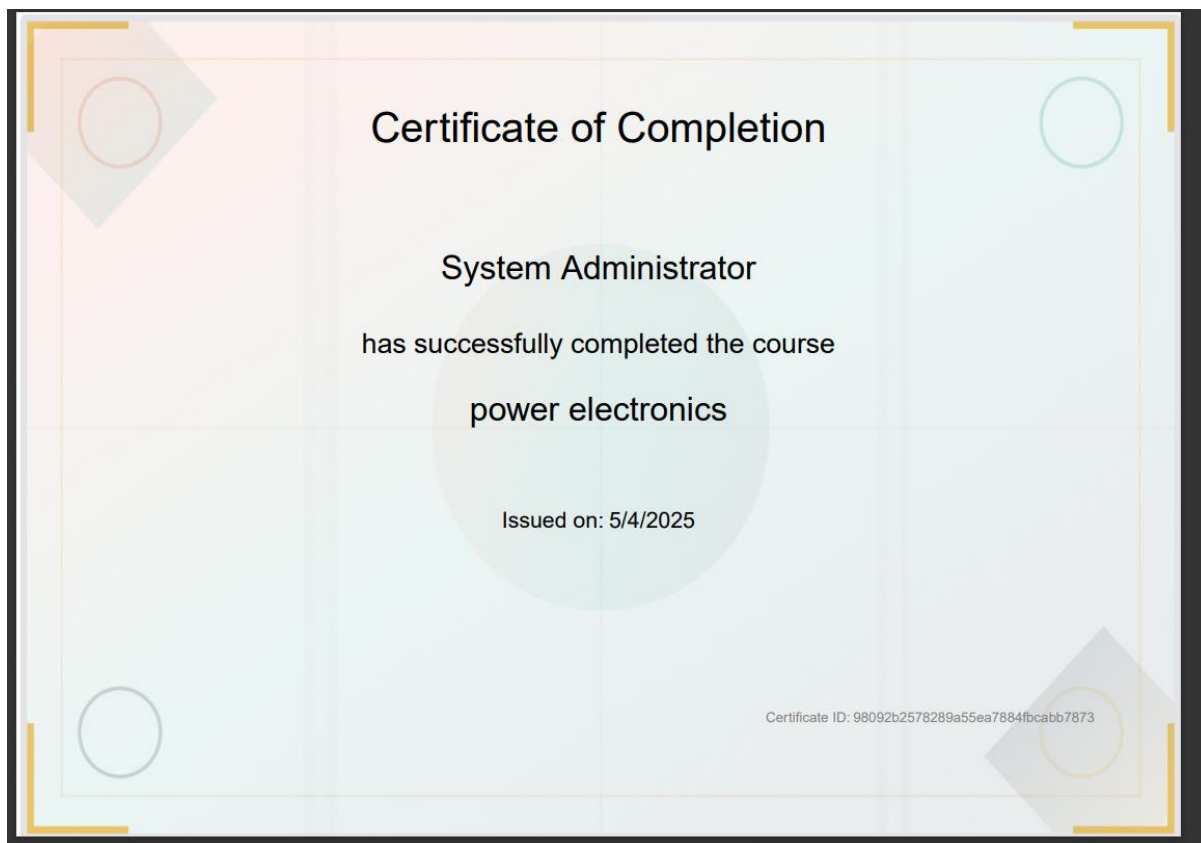 Certificate of Completion
System Administrator
has successfully completed the course
power electronics
Issued on: 5/4/2025
Certificate ID: 98092b2578289a55ea7884fbcabb7873